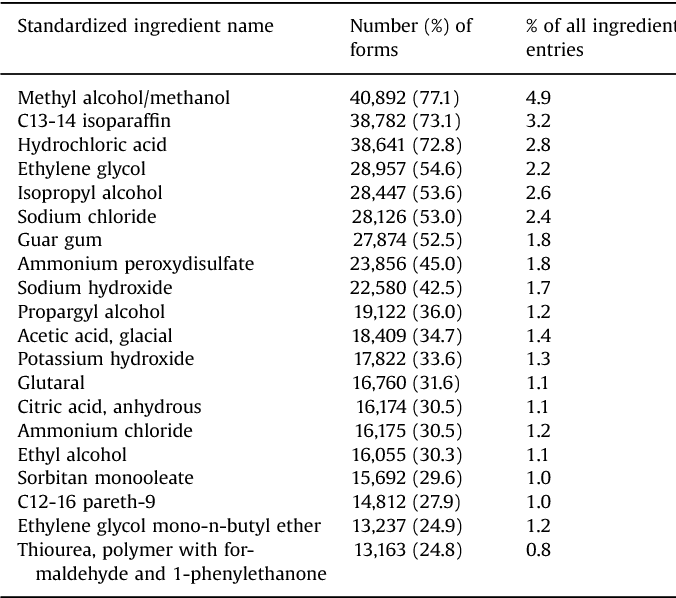 Standardized ingredient name Number (%) of % of all ingredient
forms entries
Methyl alcohol/methanol 40,892 (77.1) 4.9
C13-14 isoparaffin 38,782 (73.1) 3.2
Hydrochloric acid 38,641 (72.8) 2.8
Ethylene glycol 28,957 (54.6) 2.2
Isopropyl alcohol 28,447 (53.6) 2.6
Sodium chloride 28,126 (53.0) 2.4
Guar gum 27,874 (52.5) 1.8
Ammonium peroxydisulfate 23,856 (45.0) 1.8
Sodium hydroxide 22,580 (42.5) 1.7
Propargyl alcohol 19,122 (36.0) 1.2
Acetic acid, glacial 18,409 (34.7) 1.4
Potassium hydroxide 17,822 (33.6) 1.3
Glutaral 16,760 (31.6) 1.1
Citric acid, anhydrous 16,174 (30.5) 1.1
Ammonium chloride 16,175 (30.5) 1.2
Ethyl alcohol 16,055 (30.3) 1.1
Sorbitan monooleate 15,692 (29.6) 1.0
C12-16 pareth-9 14,812 (27.9) 1.0
Ethylene glycol mono-n-butyl ether 13,237 (24.9) 1.2
Thiourea, polymer with for- 13,163 (24.8) 0.8
maldehyde and 1-phenylethanone